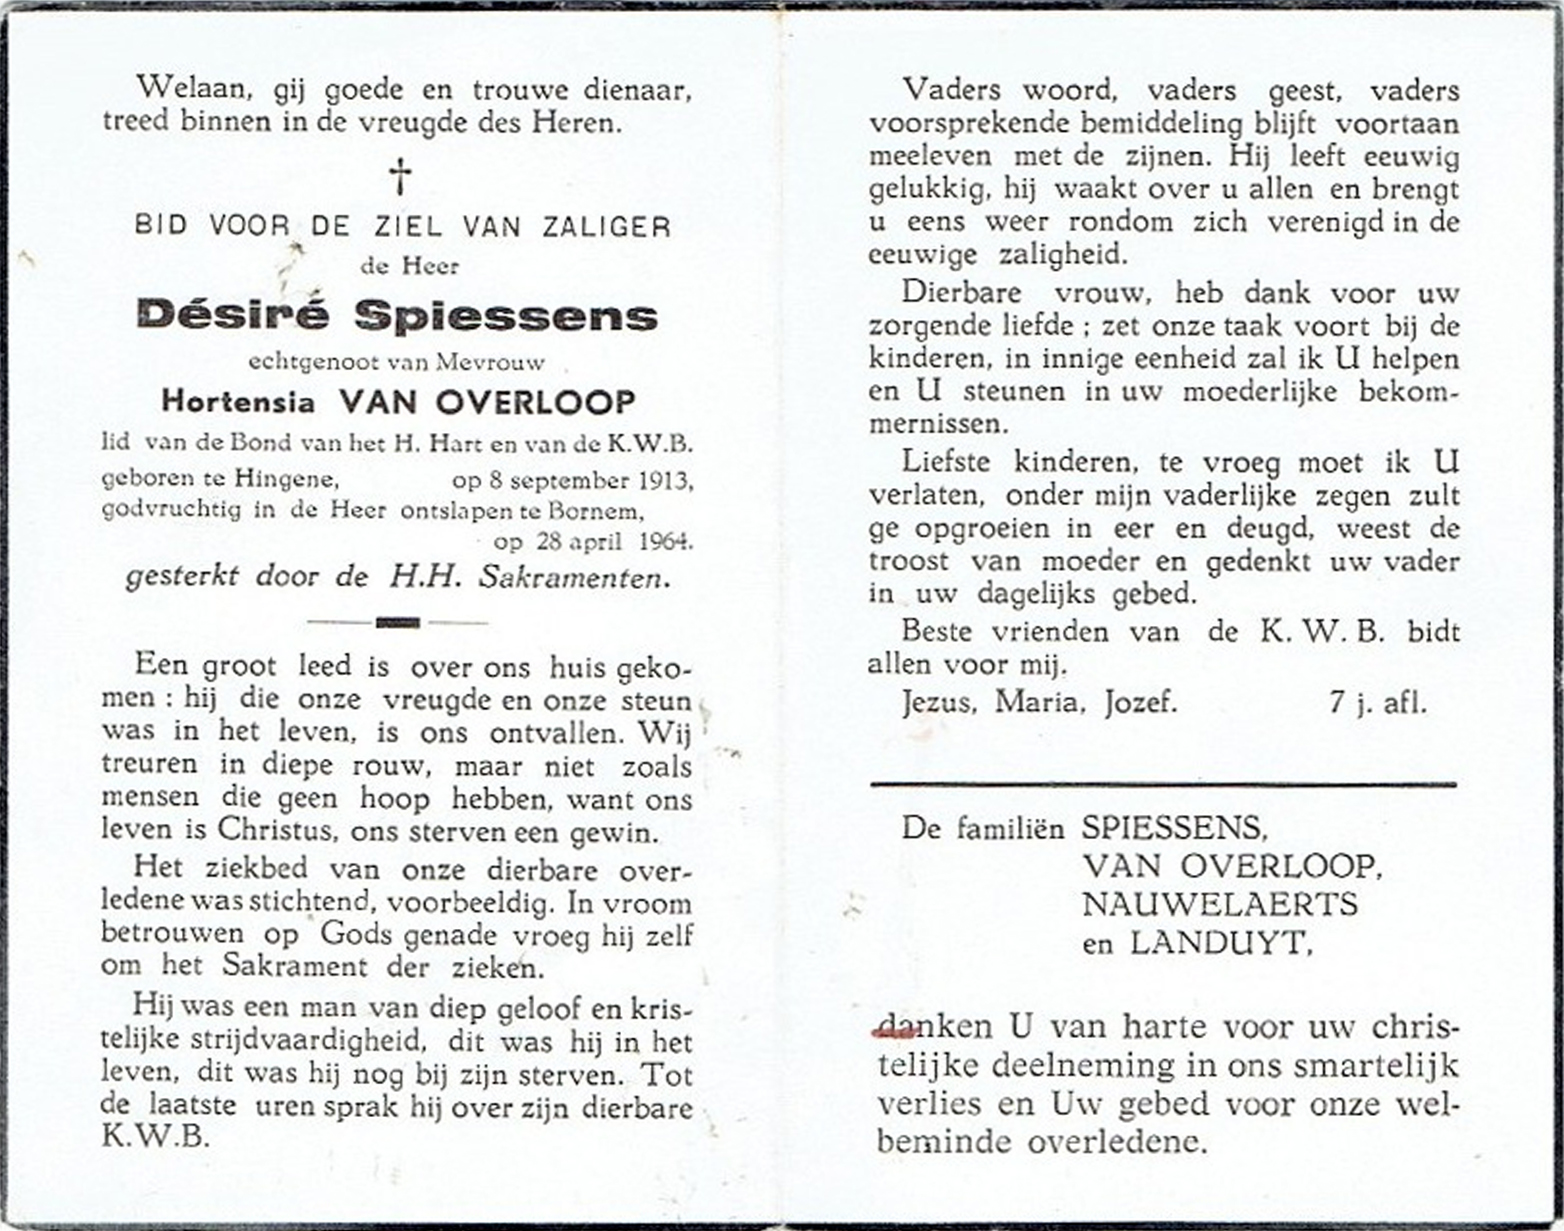 Welaan, gij goede en trouwe dienaar,
treed binnen in de vreugde des Heren.
†
BID VOOR DE ZIEL VAN ZALIGER
de Heer
Désiré Spiessens
echtgenoot van Mevrouw
Hortensia VAN OVERLOOP
lid van de Bond van het H. Hart en van de K.W.B.
geboren te Hingene, op 8 september 1913,
godvruchtig in de Heer ontslapen te Bornem,
op 28 april 1964.
gesterkt door de H.H. Sakramenten.
Een groot leed is over ons huis geko-
men : hij die onze vreugde en onze steun
was in het leven, is ons ontvallen. Wij
treuren in diepe rouw, maar niet zoals
mensen die geen hoop hebben, want ons
leven is Christus, ons sterven een gewin.
Het ziekbed van onze dierbare over-
ledene was stichtend, voorbeeldig. In vroom
betrouwen op Gods genade vroeg hij zelf
om het Sakrament der zieken.
Hij was een man van diep geloof en kris-
telijke strijdvaardigheid, dit was hij in het
leven, dit was hij nog bij zijn sterven. Tot
de laatste uren sprak hij over zijn dierbare
K.W.B.
Vaders woord, vaders geest, vaders
voorsprekende bemiddeling blijft voortaan
meeleven met de zijnen. Hij leeft eeuwig
gelukkig, hij waakt over u allen en brengt
u eens weer rondom zich verenigd in de
eeuwige zaligheid.
Dierbare vrouw, heb dank voor uw
zorgende liefde ; zet onze taak voort bij de
kinderen, in innige eenheid zal ik U helpen
en U steunen in uw moederlijke bekom-
mernissen.
Liefste kinderen, te vroeg moet ik U
verlaten, onder mijn vaderlijke zegen zult
ge opgroeien in eer en deugd, weest de
troost van moeder en gedenkt uw vader
in uw dagelijks gebed.
Beste vrienden van de K. W. B. bidt
allen voor mij.
Jezus, Maria, Jozef. 7 j. afl.
De familiën SPIESSENS,
VAN OVERLOOP,
NAUWELAERTS
en LANDUYT,
danken U van harte voor uw chris-
telijke deelneming in ons smartelijk
verlies en Uw gebed voor onze wel-
beminde overledene.